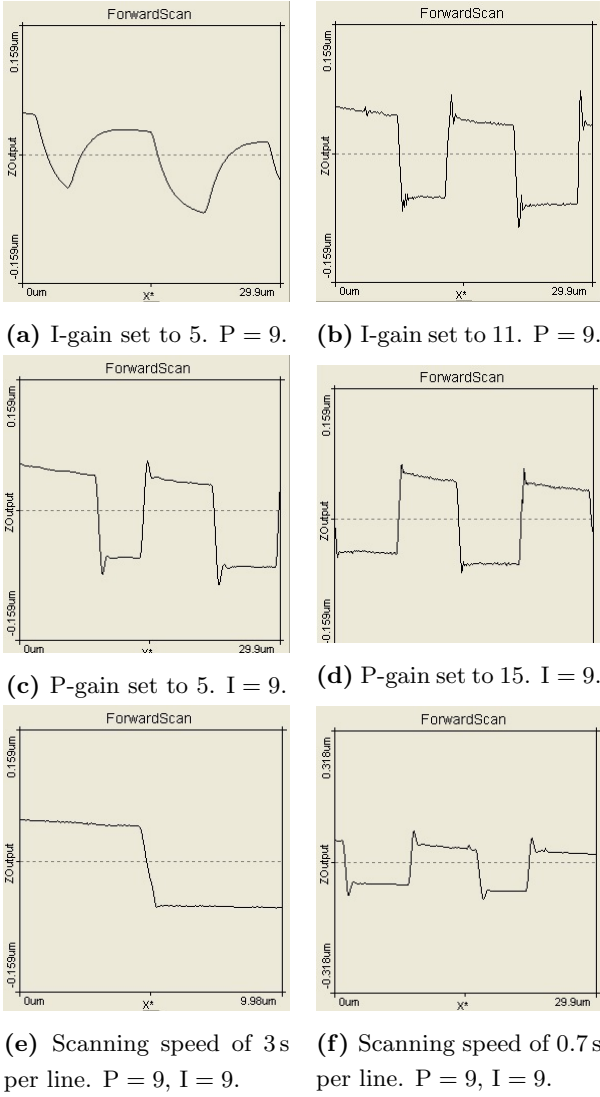 ForwardScan
0.159um
ZOutput
-0.159um
0um
X*
29.9um
(a) I-gain set to 5. P = 9.
ForwardScan
0.159um
ZOutput
-0.159um
0um
X*
29.9um
(b) I-gain set to 11. P = 9.
ForwardScan
0.159um
ZOutput
-0.159um
0um
X*
29.9um
(c) P-gain set to 5. I = 9.
ForwardScan
0.159um
ZOutput
-0.159um
(d) P-gain set to 15. I = 9.
ForwardScan
0.159um
ZOutput
-0.159um
0um
X*
9.98um
(e) Scanning speed of 3 s
per line. P = 9, I = 9.
ForwardScan
0.318um
ZOutput
-0.318um
0um
X*
29.9um
(f) Scanning speed of 0.7 s
per line. P = 9, I = 9.